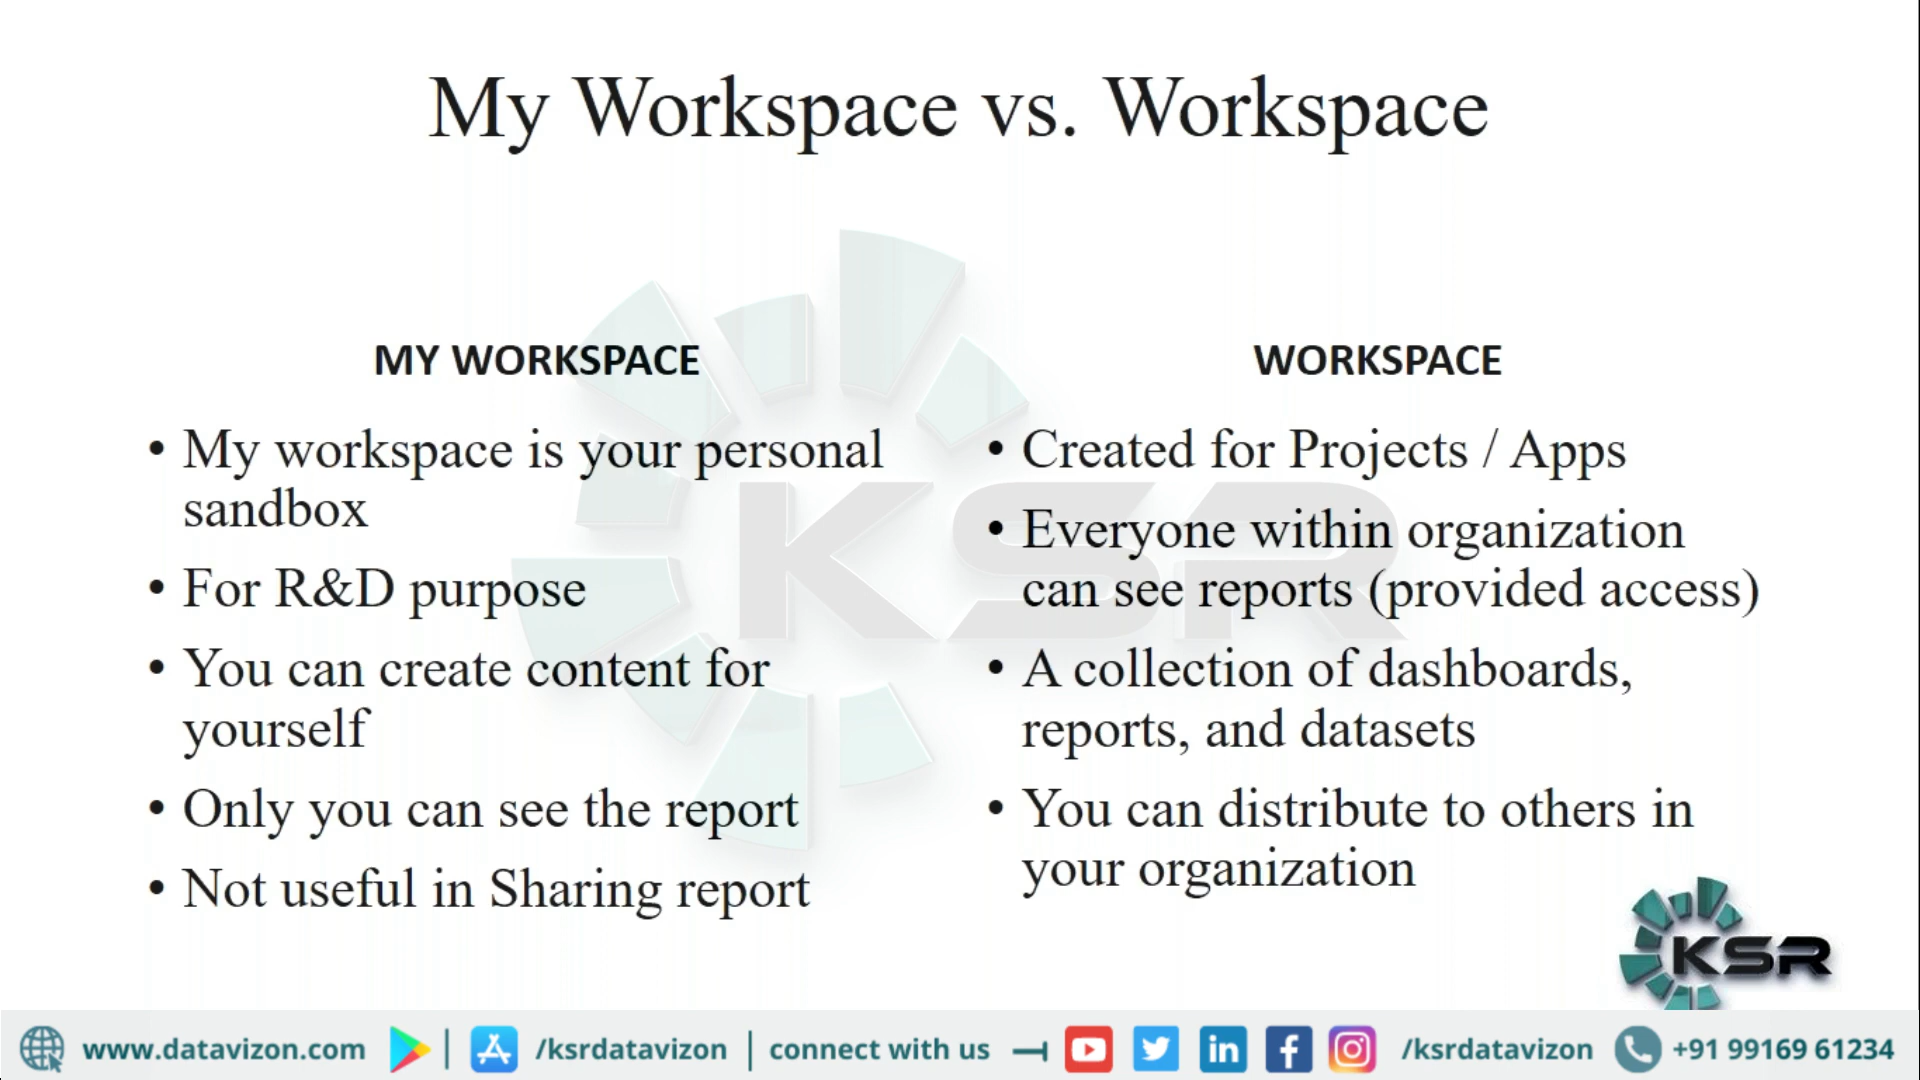 My Workspace vs. Workspace
MY WORKSPACE
• My workspace is your personal
sandbox
• For R&D purpose
• You can create content for
yourself
• Only you can see the report
• Not useful in Sharing report
WORKSPACE
• Created for Projects / Apps
• Everyone within organization
can see reports (provided access)
• A collection of dashboards,
reports, and datasets
• You can distribute to others in
your organization
KSR
KSR
www.datavizon.com | /ksrdatavizon | connect with us /ksrdatavizon +91 99169 61234